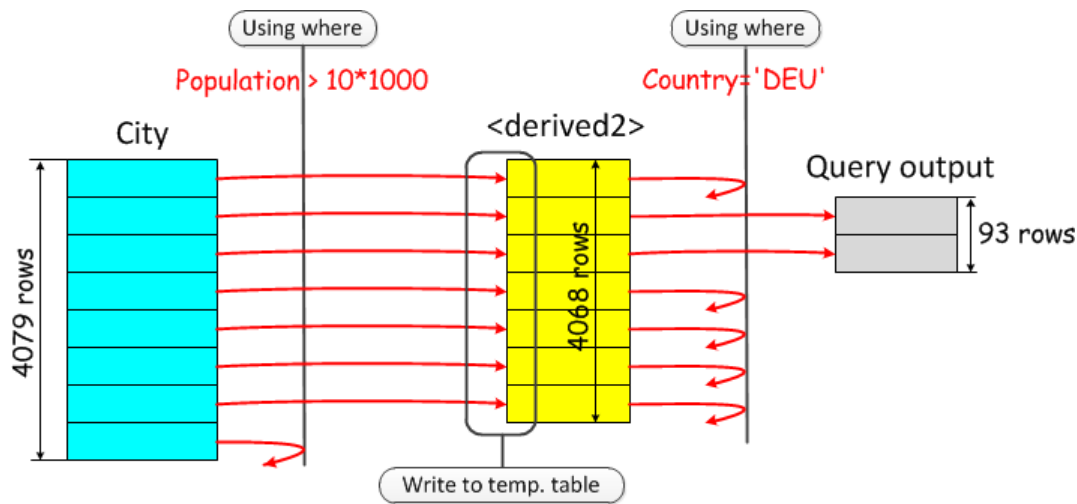 Using where
Using where
Population > 10*1000
Country='DEU'
City
<derived2>
Query output
4079 rows
4068 rows
93 rows
Write to temp. table